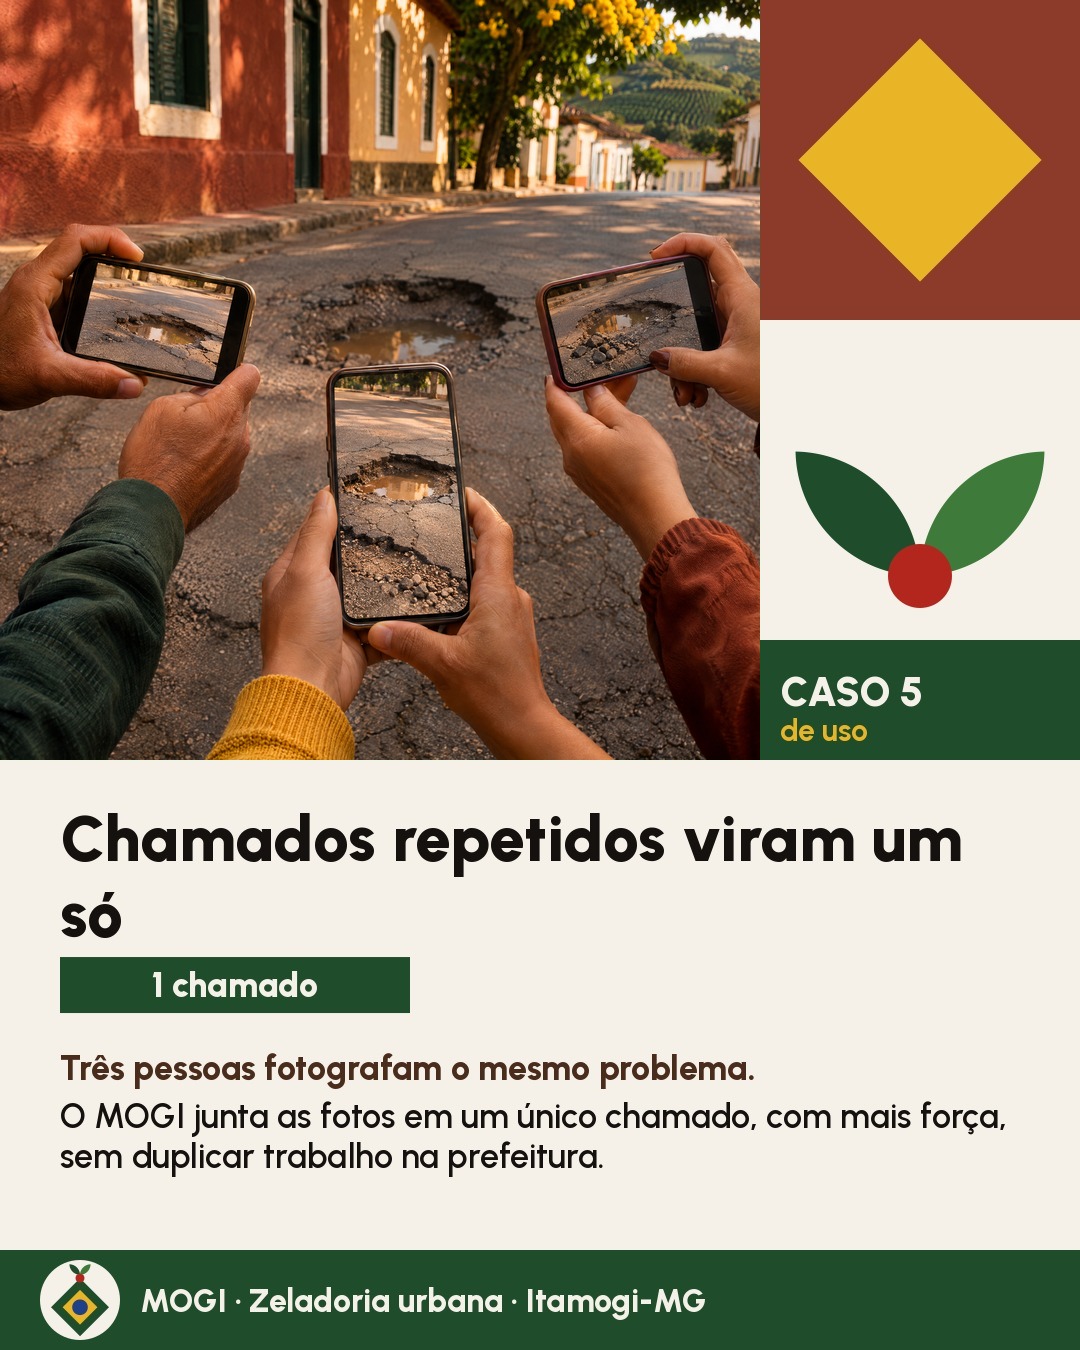 CASO 5
de uso
Chamados repetidos viram um
só
1 chamado
Três pessoas fotografam o mesmo problema.
O MOGI junta as fotos em um único chamado, com mais força,
sem duplicar trabalho na prefeitura.
MOGI · Zeladoria urbana · Itamogi-MG